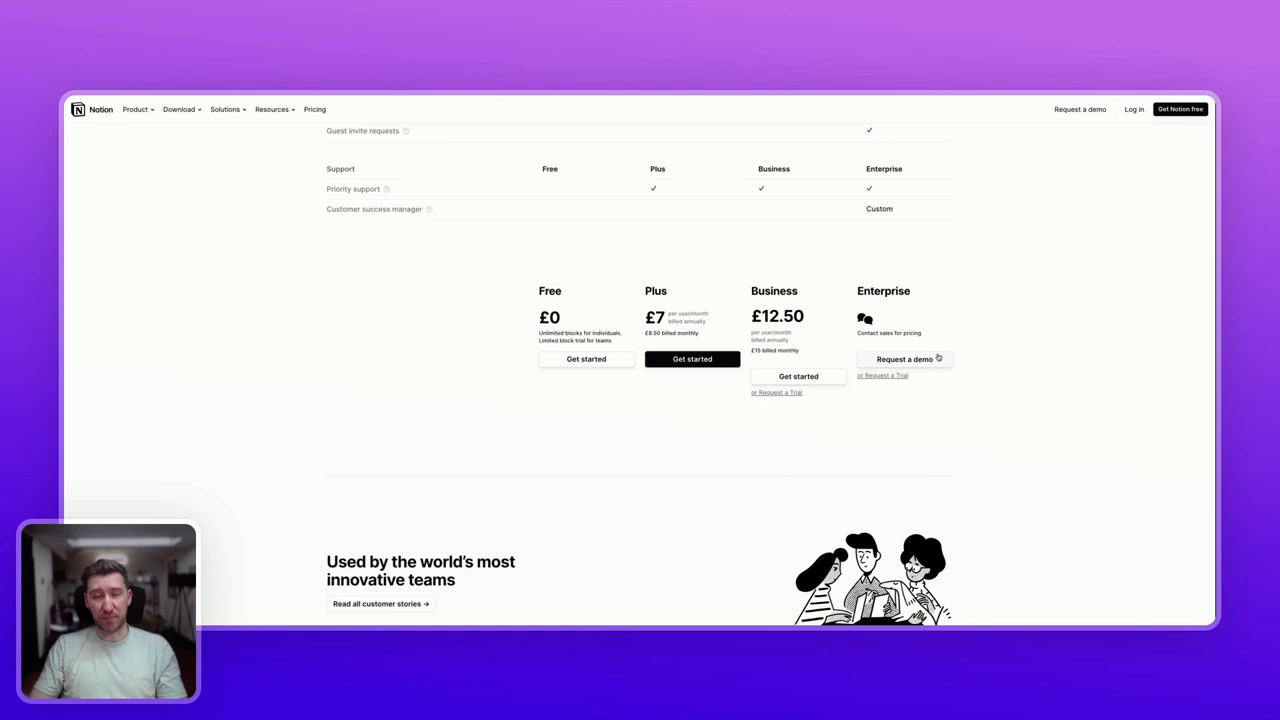 Notion Product Download Solutions Resources Pricing Request a demo Log in Get Notion free
Guest invite requests ✓
Support Free Plus Business Enterprise
Priority support ✓ ✓ ✓
Customer success manager Custom
Free Plus Business Enterprise
£0
Unlimited blocks for individuals.
Limited block trial for teams
Get started
£7 per user/month
billed annually
£8.50 billed monthly
Get started
£12.50
per user/month
billed annually
£15 billed monthly
Get started
or Request a Trial
Contact sales for pricing
Request a demo
or Request a Trial
Used by the world's most
innovative teams
Read all customer stories →